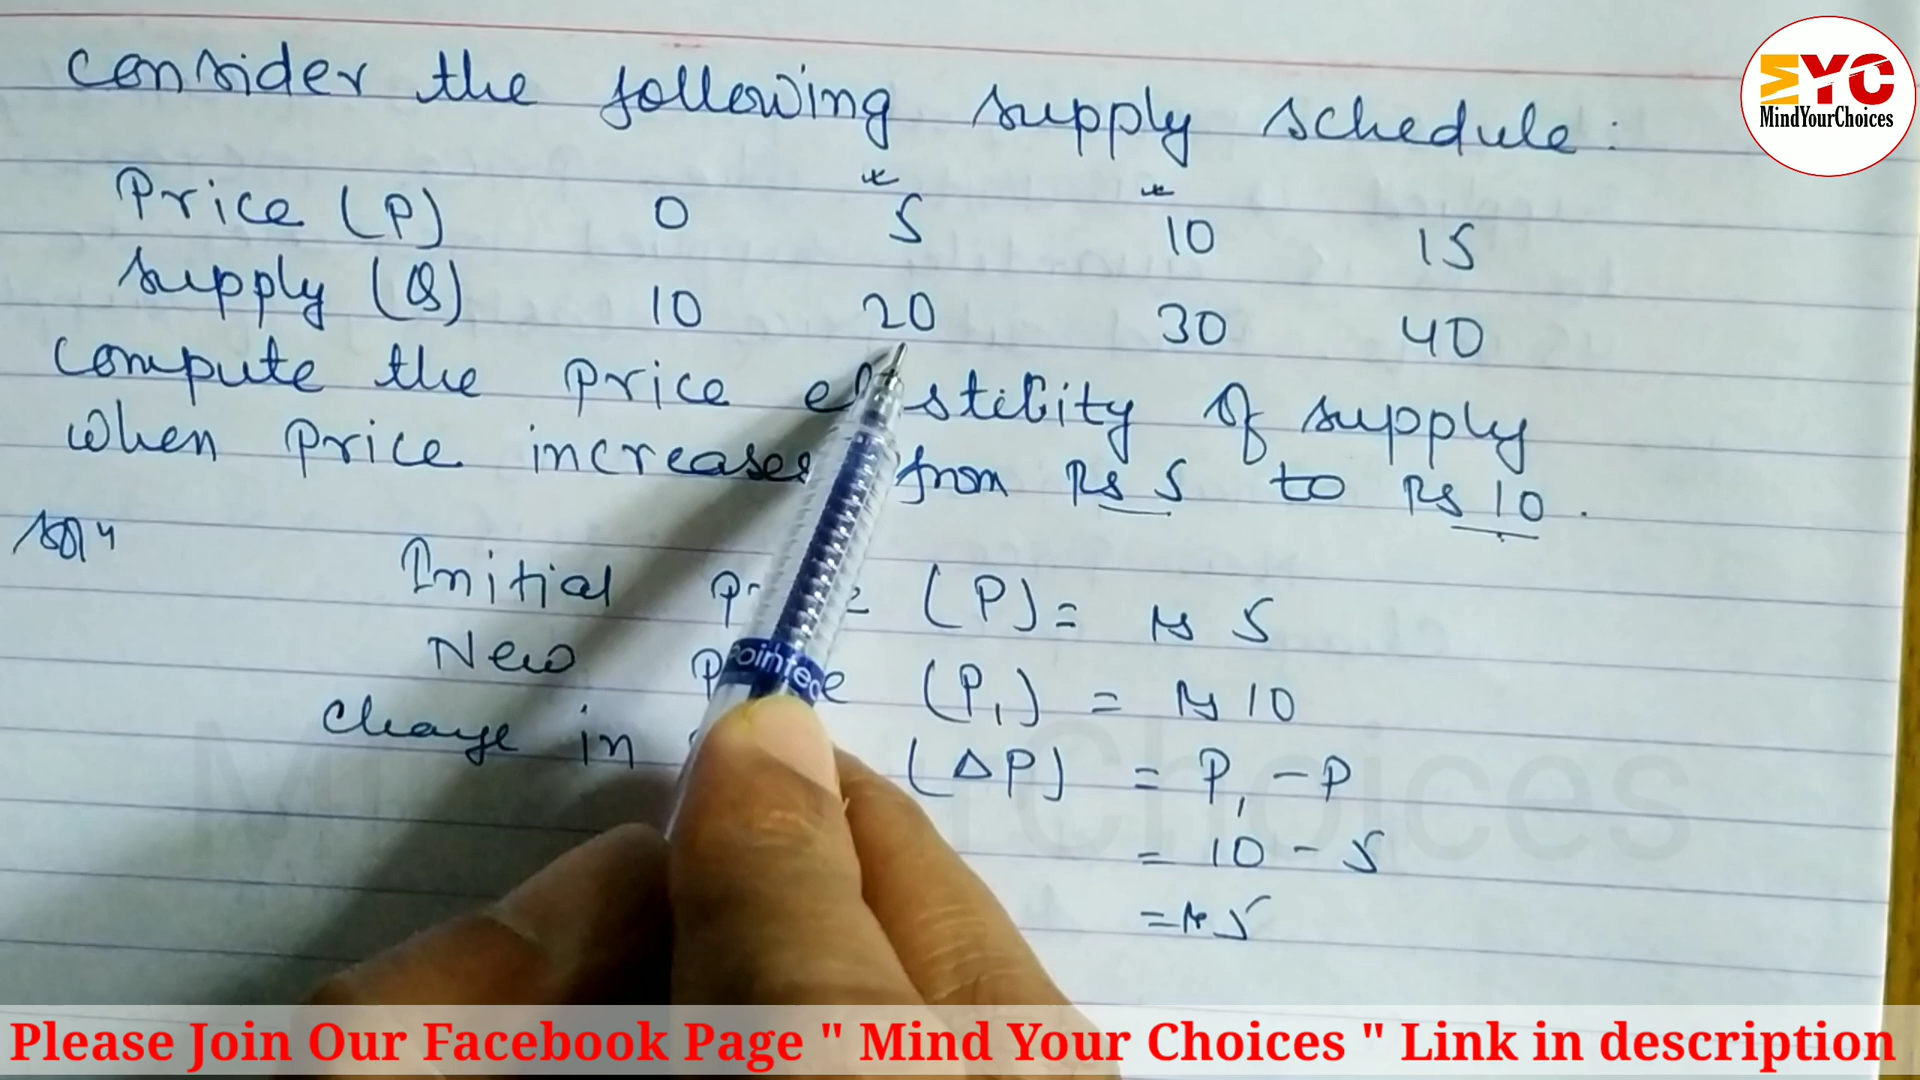 MYC
MindYourChoices
Consider the following supply schedule:
Price (P) 0 5 10 15
Supply (Q) 10 20 30 40
Compute the price of supply
when price increases from Rs 5 to Rs 10.
Initial (P) = Rs 5
New (P₁) = Rs 10
Change in (ΔP) = P₁ - P
= 10 - 5
= Rs 5
Pointec
Please Join Our Facebook Page " Mind Your Choices " Link in description